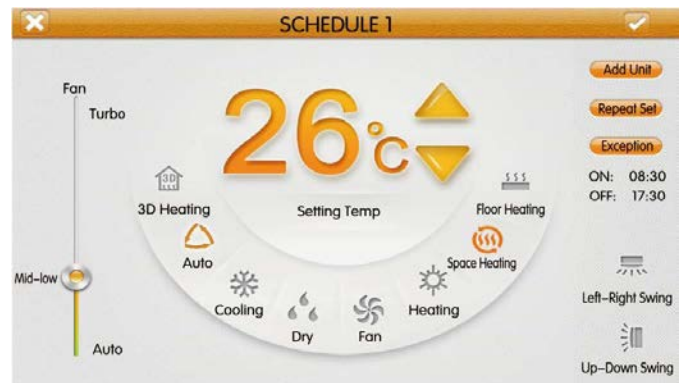 SCHEDULE 1
Fan
Turbo
Mid-low
Auto
26°C
Setting Temp
3D
3D Heating
Auto
Cooling
Dry
Fan
Heating
Space Heating
Floor Heating
Add Unit
Repeat Set
Exception
ON: 08:30
OFF: 17:30
Left-Right Swing
Up-Down Swing